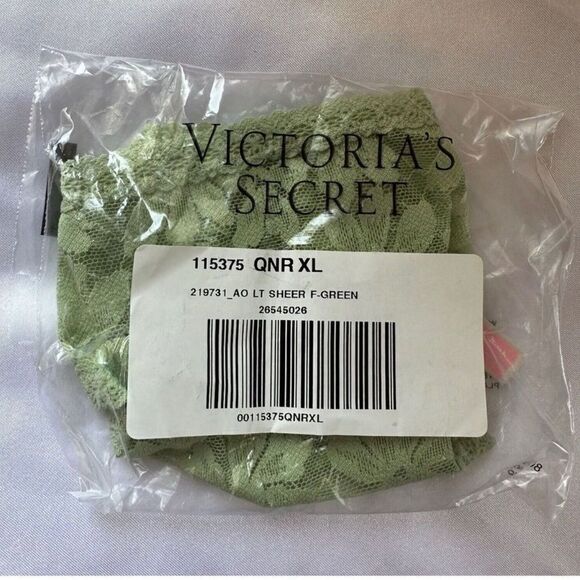 VICTORIA'S
SECRET
115375 QNR XL
219731_AO LT SHEER F-GREEN
26545026
00115375QNRXL